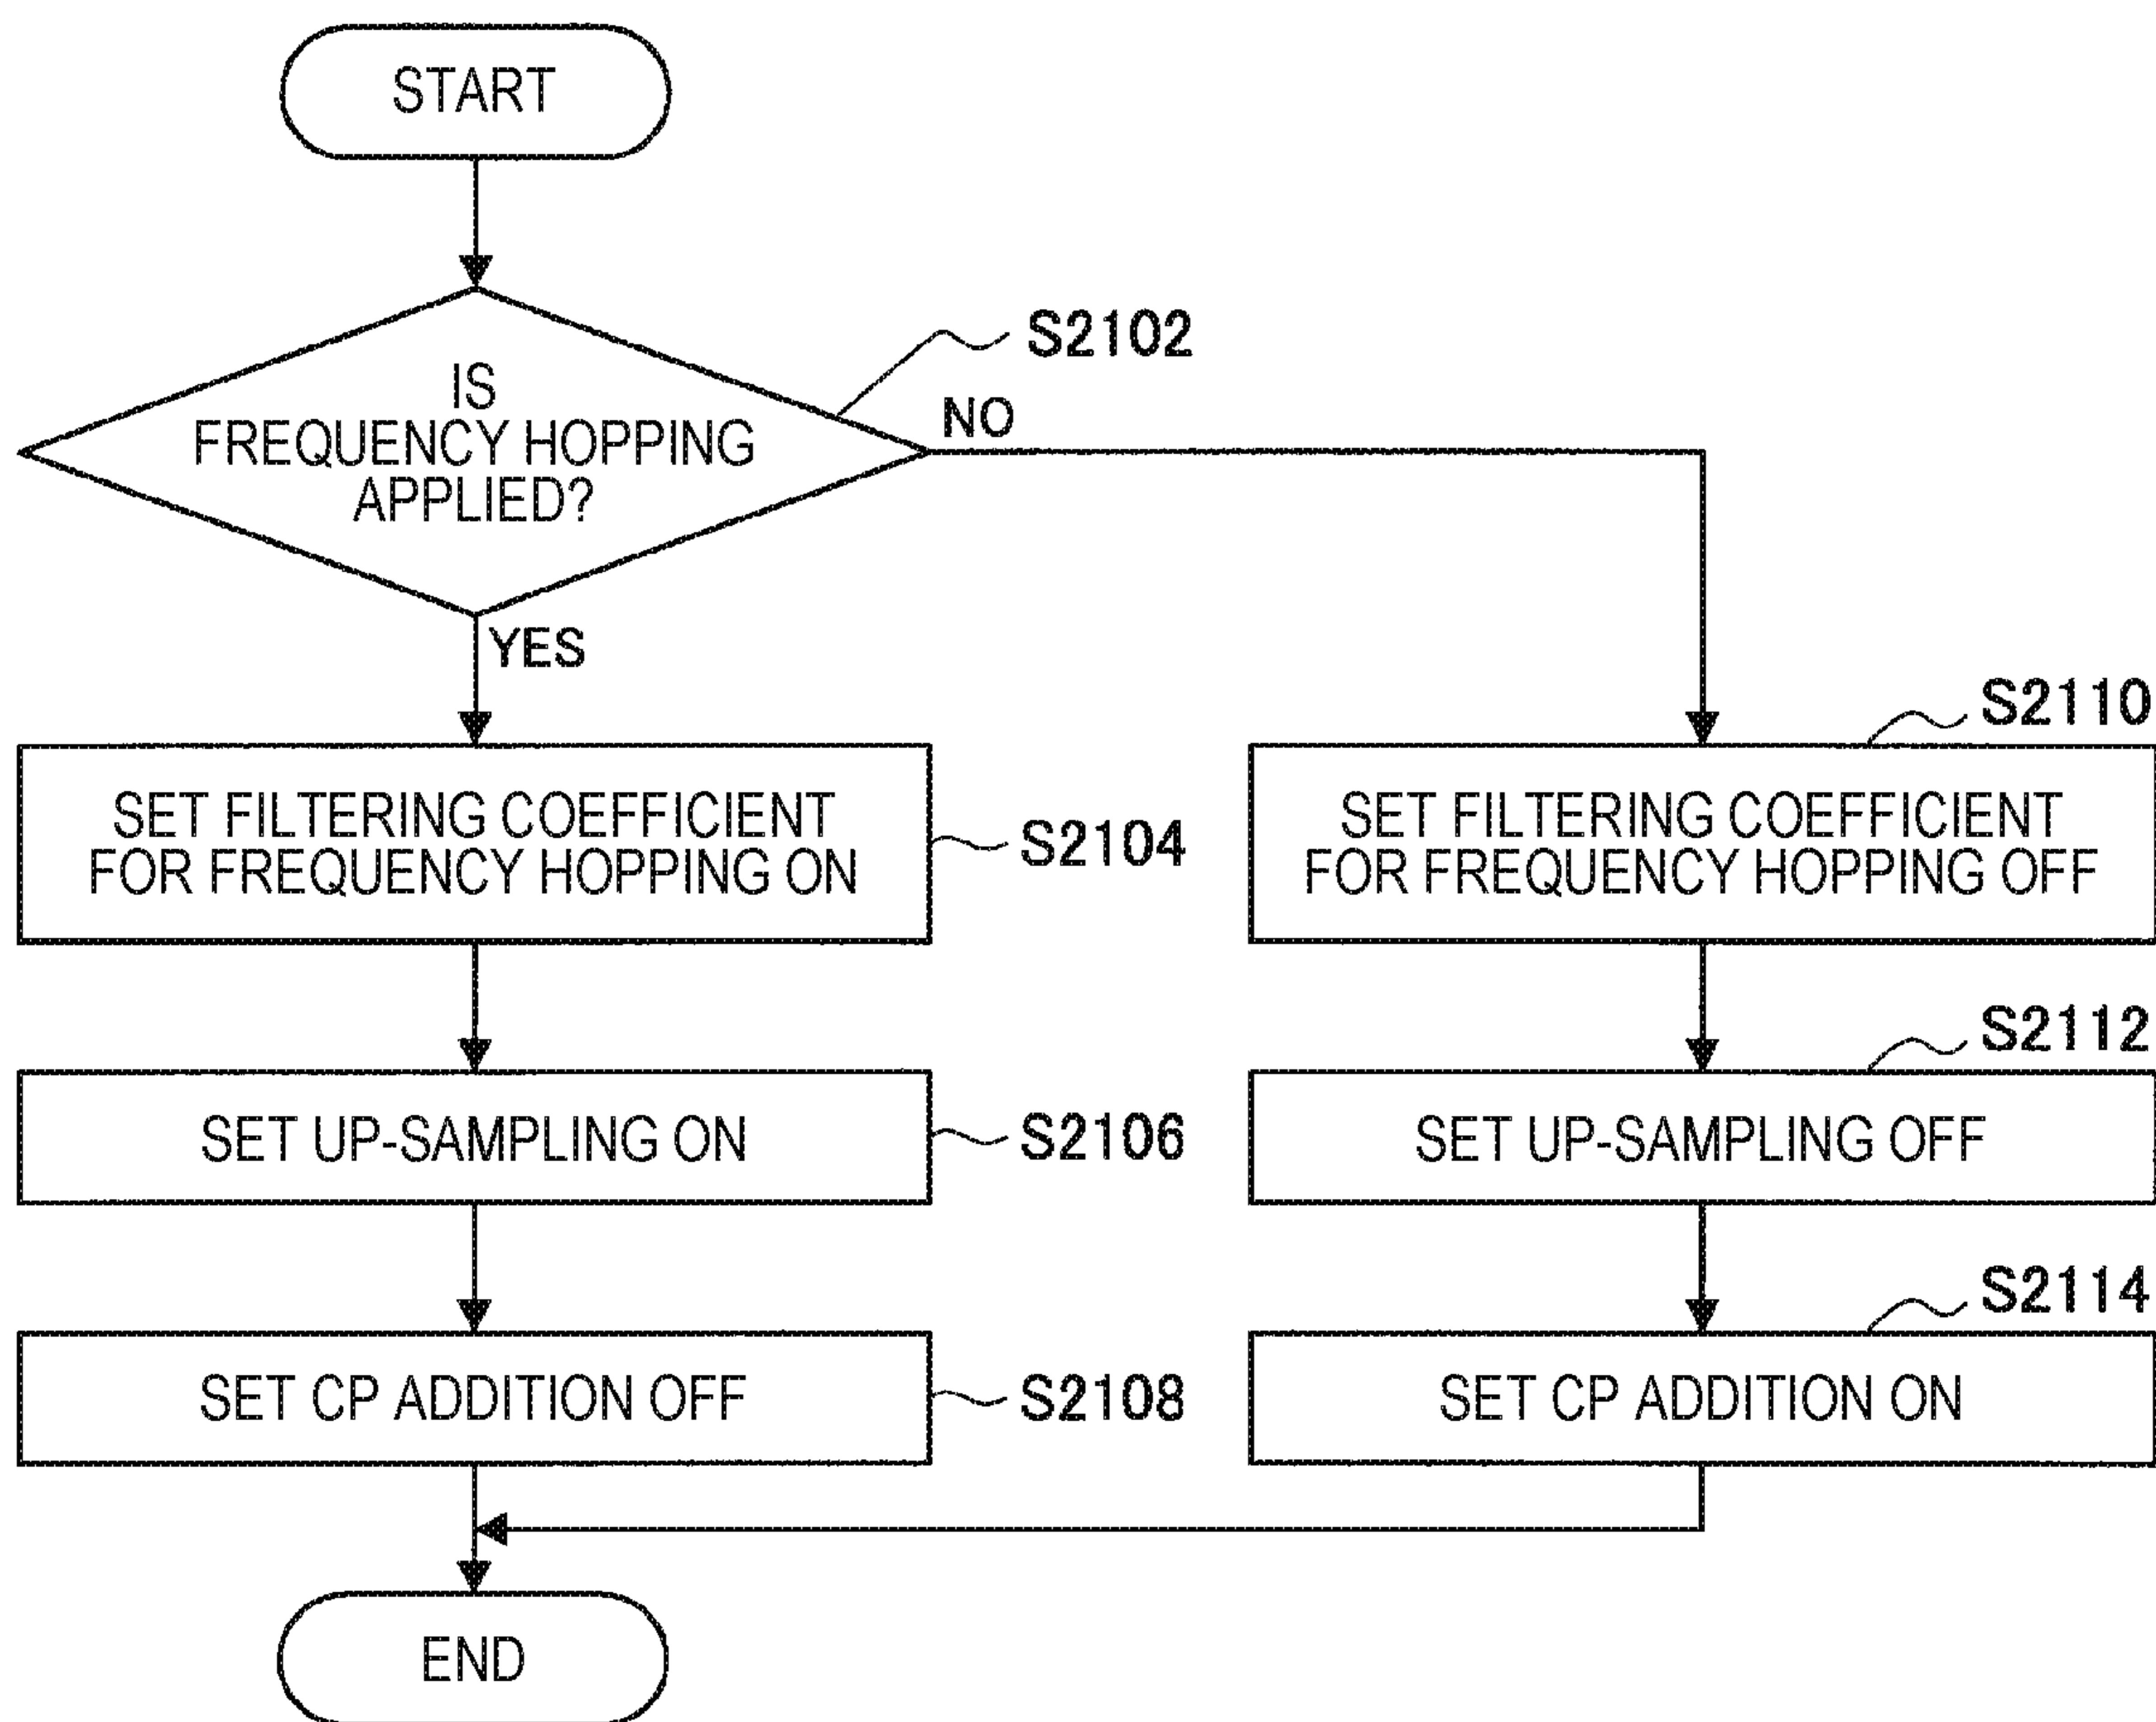 START
S2102
IS
FREQUENCY HOPPING
APPLIED?
NO
YES
S2110
SET FILTERING COEFFICIENT
FOR FREQUENCY HOPPING ON
S2104
SET FILTERING COEFFICIENT
FOR FREQUENCY HOPPING OFF
S2112
SET UP-SAMPLING ON
S2106
SET UP-SAMPLING OFF
S2114
SET CP ADDITION OFF
S2108
SET CP ADDITION ON
END